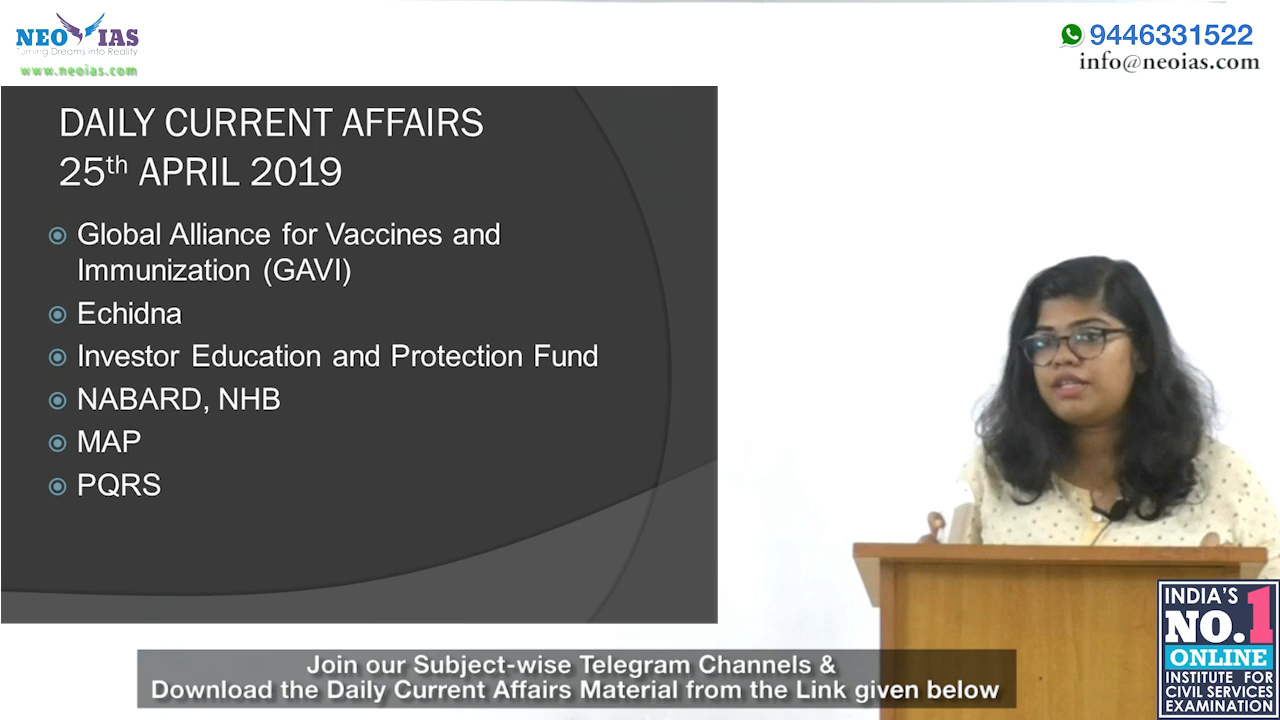 NEO IAS
Turning Dreams into Reality
www.neoias.com
9446331522
info@neoias.com
DAILY CURRENT AFFAIRS
25th APRIL 2019
Global Alliance for Vaccines and
Immunization (GAVI)
Echidna
Investor Education and Protection Fund
NABARD, NHB
MAP
PQRS
INDIA'S
NO.1
ONLINE
INSTITUTE FOR
CIVIL SERVICES
EXAMINATION
Join our Subject-wise Telegram Channels &
Download the Daily Current Affairs Material from the Link given below